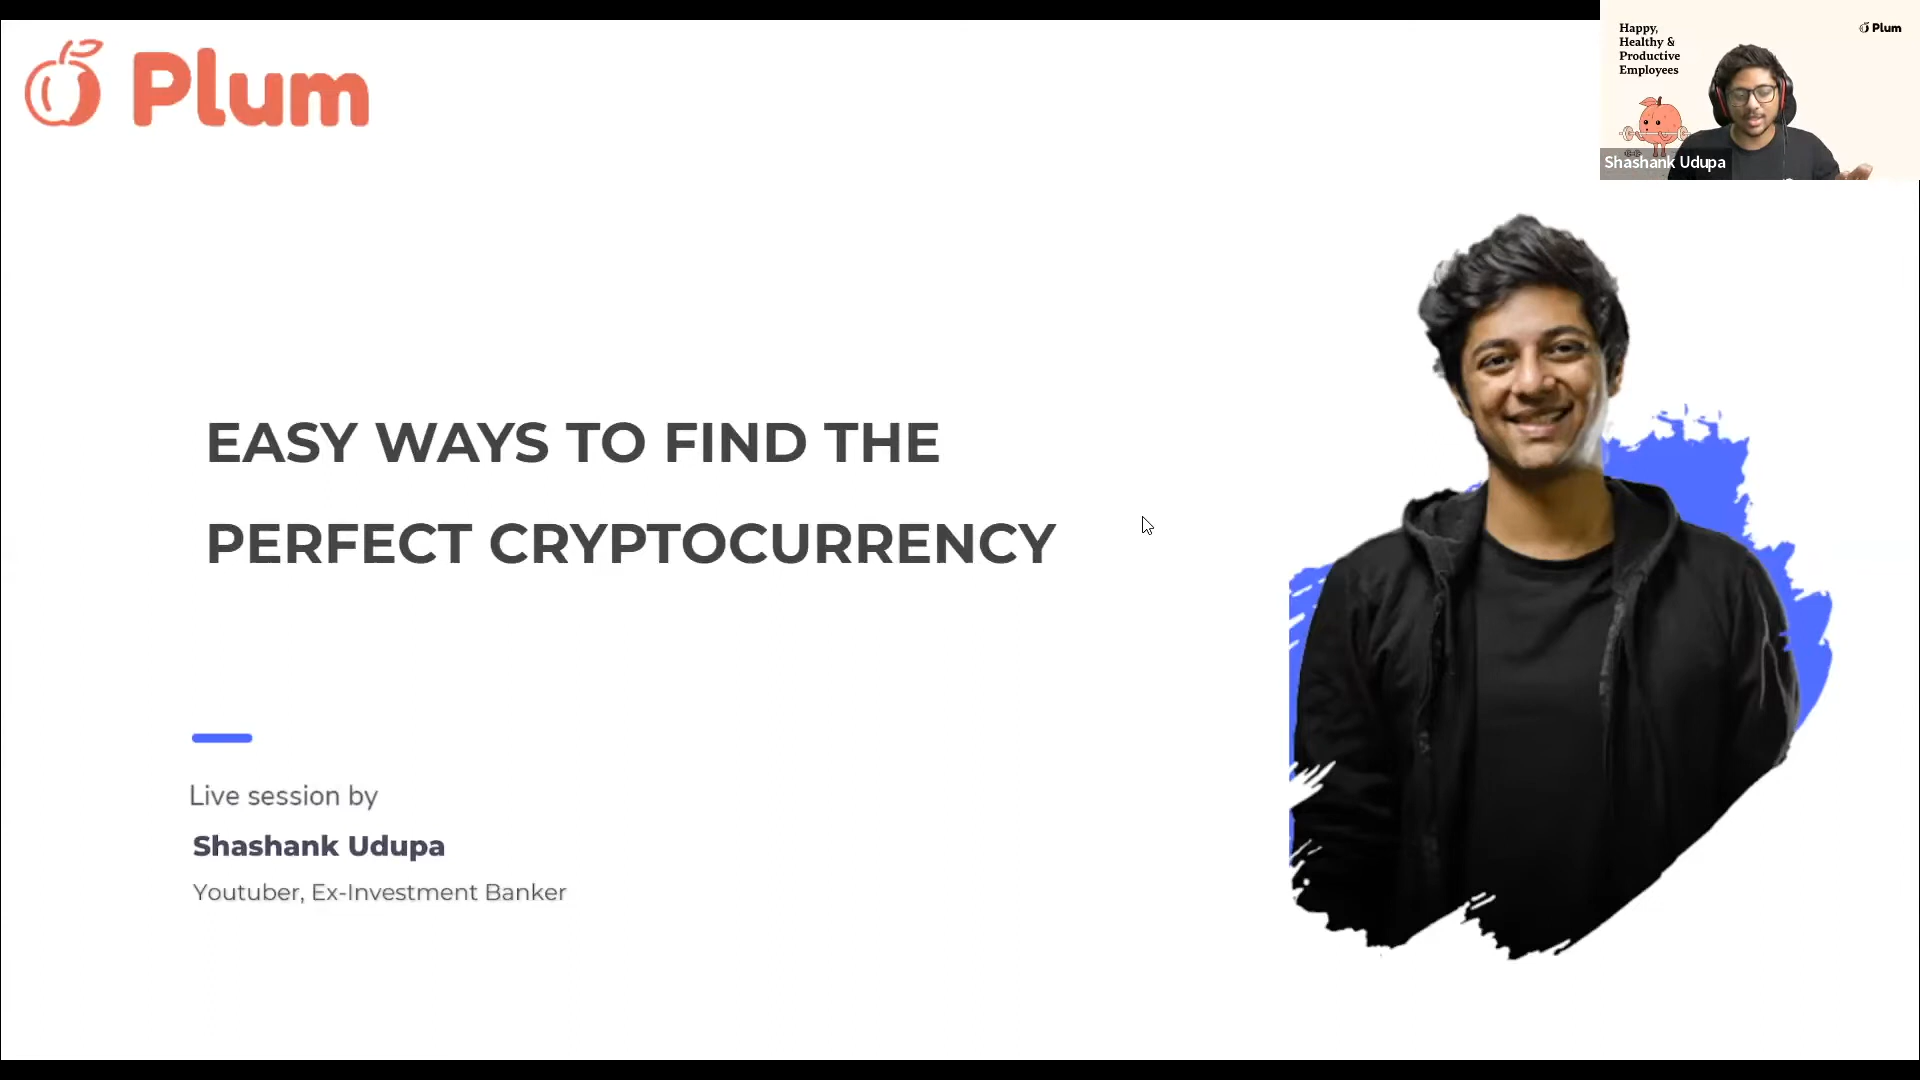 Plum
Happy,
Healthy &
Productive
Employees
Plum
Shashank Udupa
EASY WAYS TO FIND THE
PERFECT CRYPTOCURRENCY
Live session by
Shashank Udupa
Youtuber, Ex-Investment Banker